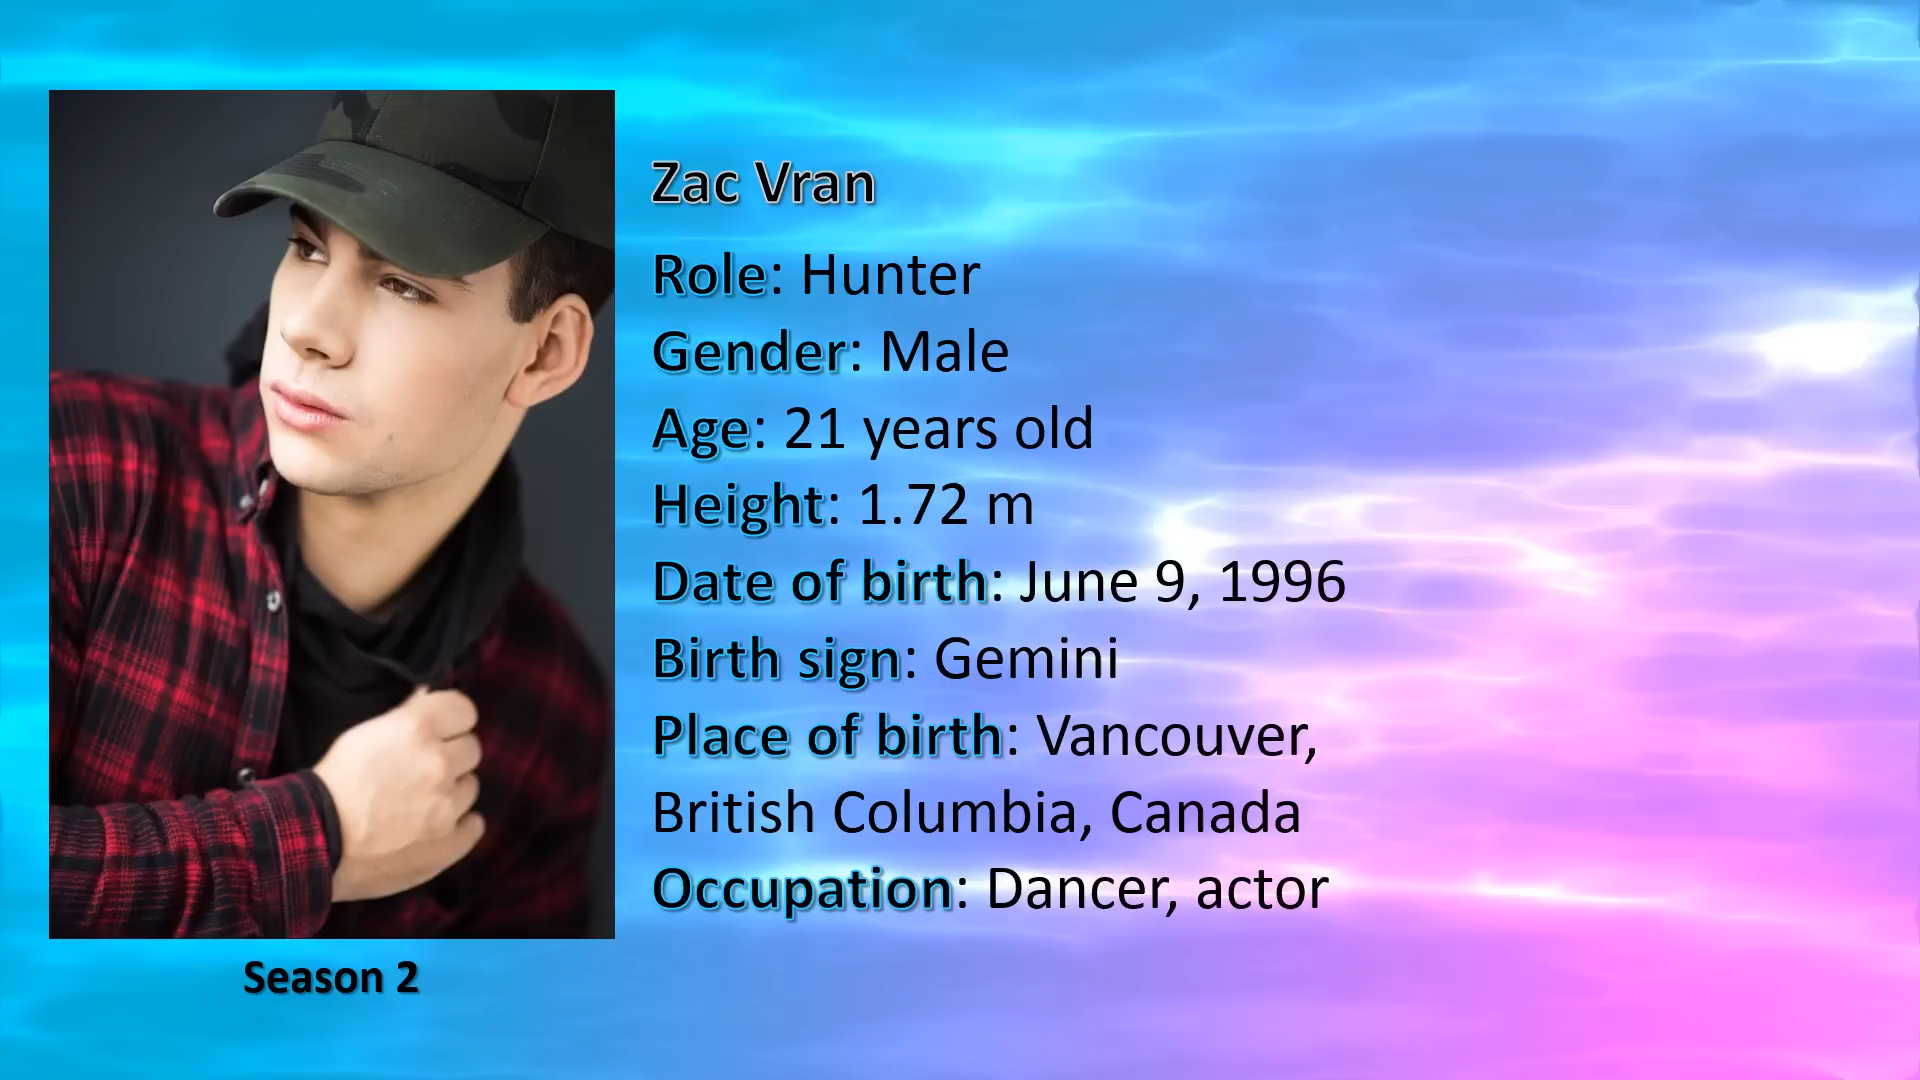 Zac Vran
Role: Hunter
Gender: Male
Age: 21 years old
Height: 1.72 m
Date of birth: June 9, 1996
Birth sign: Gemini
Place of birth: Vancouver,
British Columbia, Canada
Occupation: Dancer, actor
Season 2